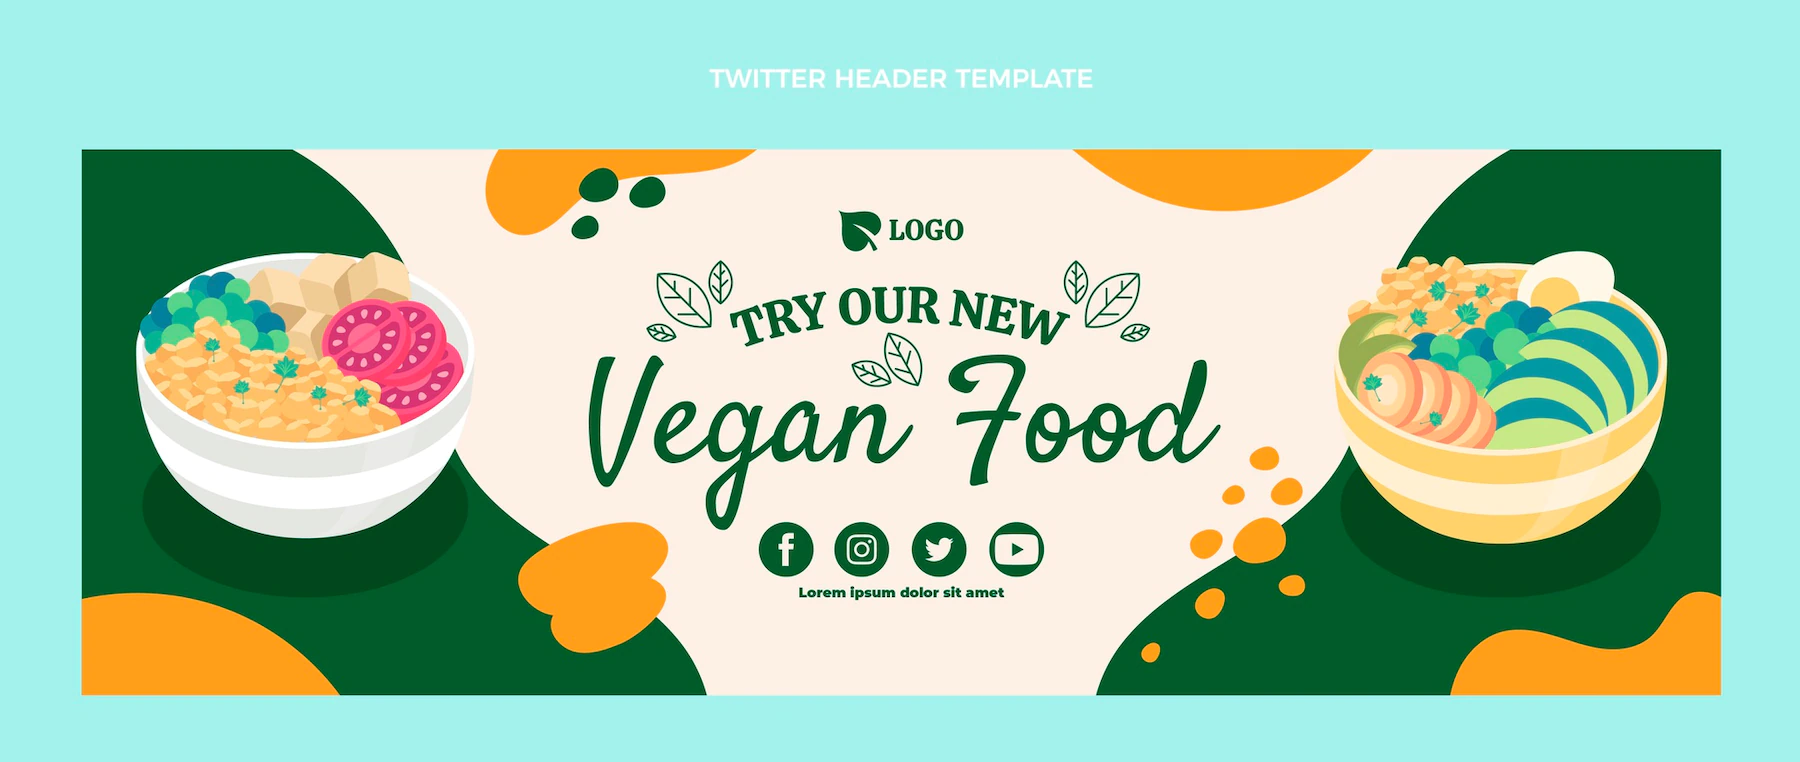 TWITTER HEADER TEMPLATE
LOGO
TRY OUR NEW
Vegan Food
Lorem ipsum dolor sit amet